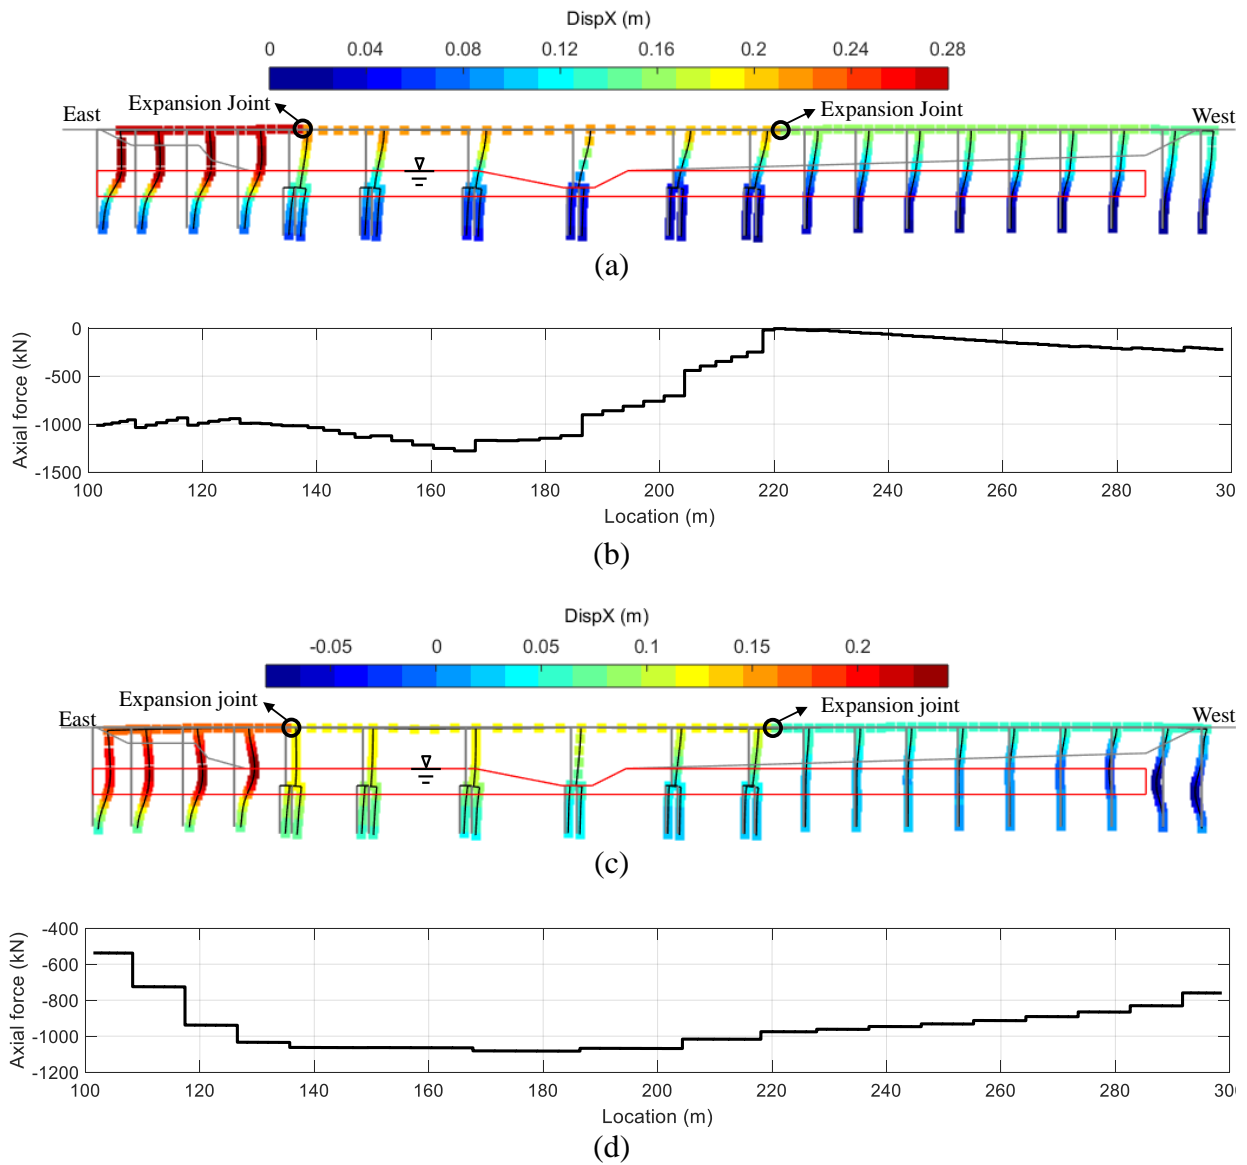 DispX (m)
0 0.04 0.08 0.12 0.16 0.2 0.24 0.28
East Expansion Joint Expansion Joint West
(a)
0
-500
-1000
-1500
Axial force (kN)
100 120 140 160 180 200 220 240 260 280 30
Location (m)
(b)
DispX (m)
-0.05 0 0.05 0.1 0.15 0.2
East Expansion joint Expansion joint West
(c)
-400
-600
-800
-1000
-1200
Axial force (kN)
100 120 140 160 180 200 220 240 260 280 300
Location (m)
(d)